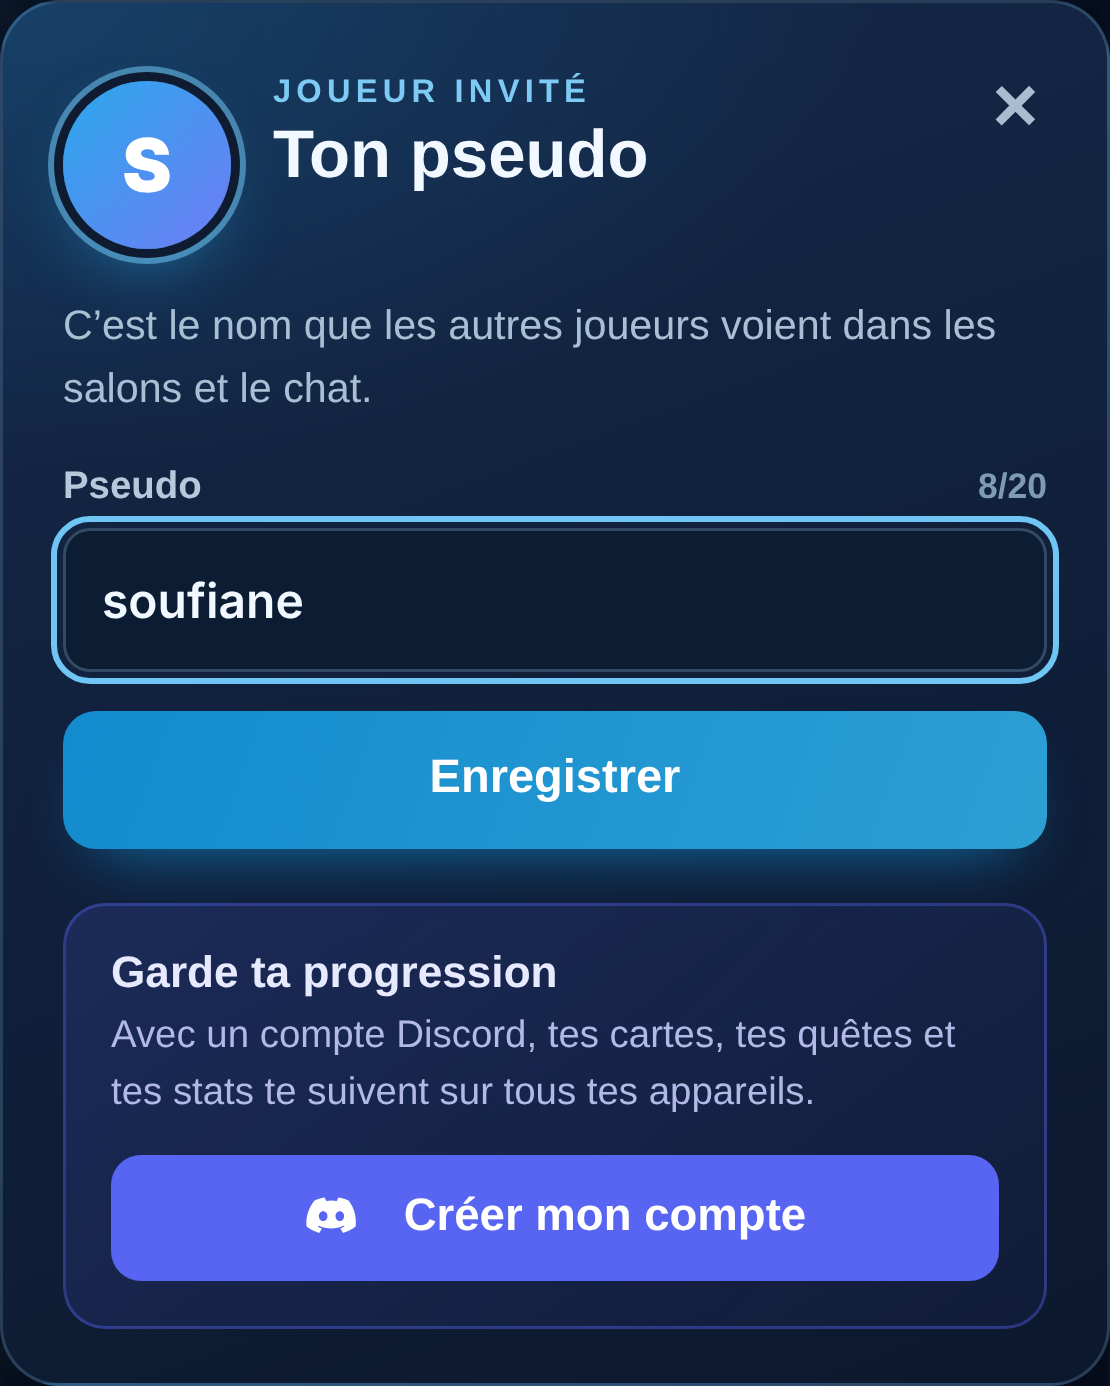 S
JOUEUR INVITÉ
Ton pseudo
C’est le nom que les autres joueurs voient dans les
salons et le chat.
Pseudo
8/20
soufiane
Enregistrer
Garde ta progression
Avec un compte Discord, tes cartes, tes quêtes et
tes stats te suivent sur tous tes appareils.
Créer mon compte